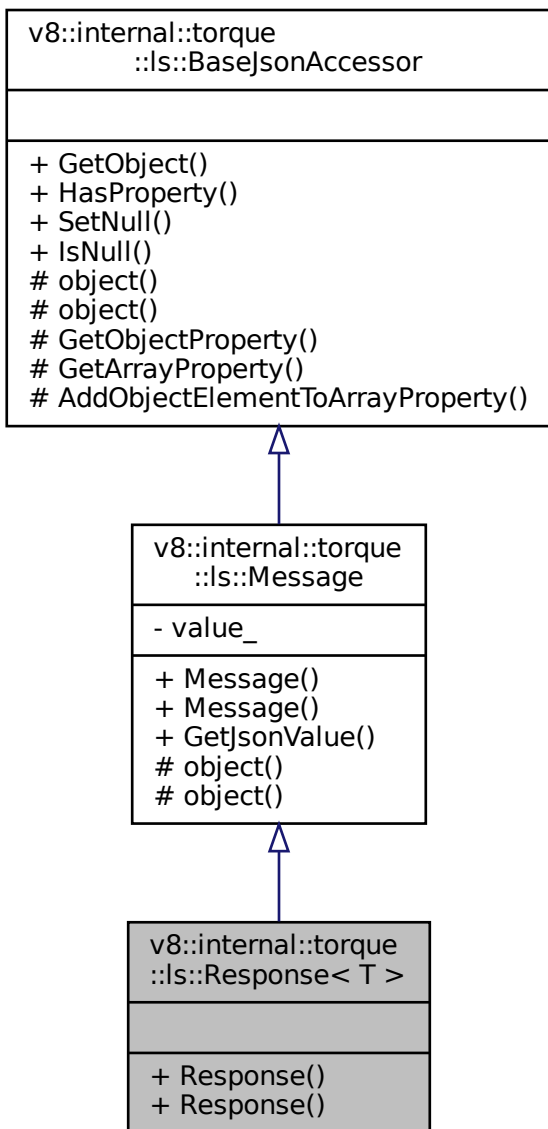 v8::internal::torque
::ls::BaseJsonAccessor
+ GetObject()
+ HasProperty()
+ SetNull()
+ IsNull()
# object()
# object()
# GetObjectProperty()
# GetArrayProperty()
# AddObjectElementToArrayProperty()
v8::internal::torque
::ls::Message
- value_
+ Message()
+ Message()
+ GetJsonValue()
# object()
# object()
v8::internal::torque
::ls::Response< T >
+ Response()
+ Response()